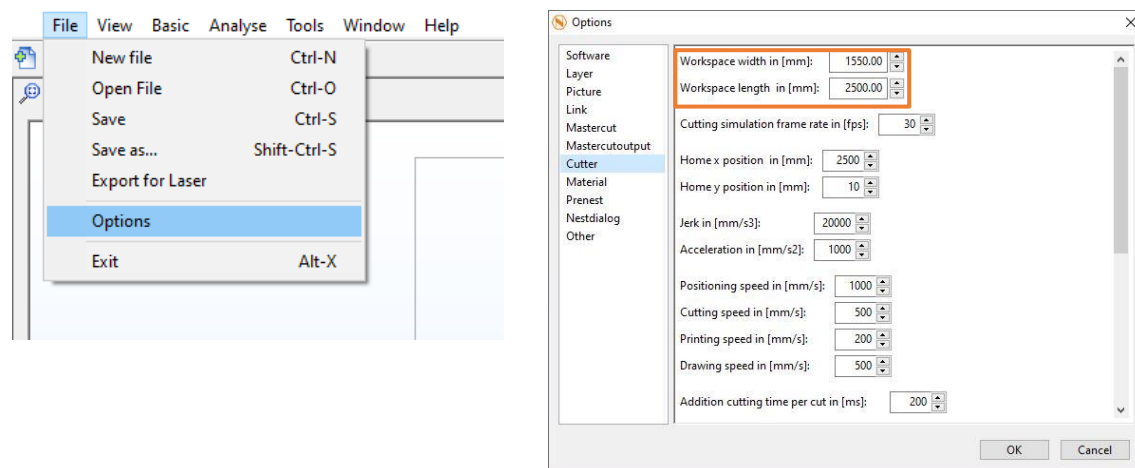 File View Basic Analyse Tools Window Help
New file Ctrl-N
Open File Ctrl-O
Save Ctrl-S
Save as... Shift-Ctrl-S
Export for Laser
Options
Exit Alt-X
Options
Software
Layer
Picture
Link
Mastercut
Mastercutoutput
Cutter
Material
Prenest
Nestdialog
Other
Workspace width in [mm]: 1550.00
Workspace length in [mm]: 2500.00
Cutting simulation frame rate in [fps]: 30
Home x position in [mm]: 2500
Home y position in [mm]: 10
Jerk in [mm/s3]: 20000
Acceleration in [mm/s2]: 1000
Positioning speed in [mm/s]: 1000
Cutting speed in [mm/s]: 500
Printing speed in [mm/s]: 200
Drawing speed in [mm/s]: 500
Addition cutting time per cut in [ms]: 200
OK Cancel